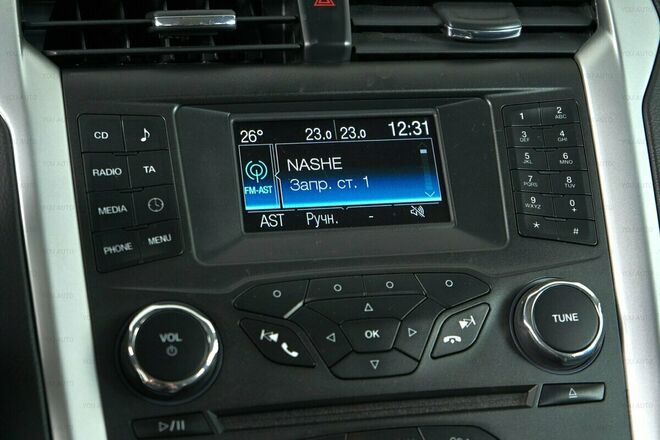 26° 23.0 23.0 12:31
NASHE
Запр. ст. 1
FM-AST
AST Ручн. -
CD
RADIO TA
MEDIA
PHONE MENU
1 2 ABC
3 DEF 4 GHI
5 JKL 6 MNO
7 PQRS 8 TUV
9 WXYZ 0 +
* #
VOL
OK
TUNE